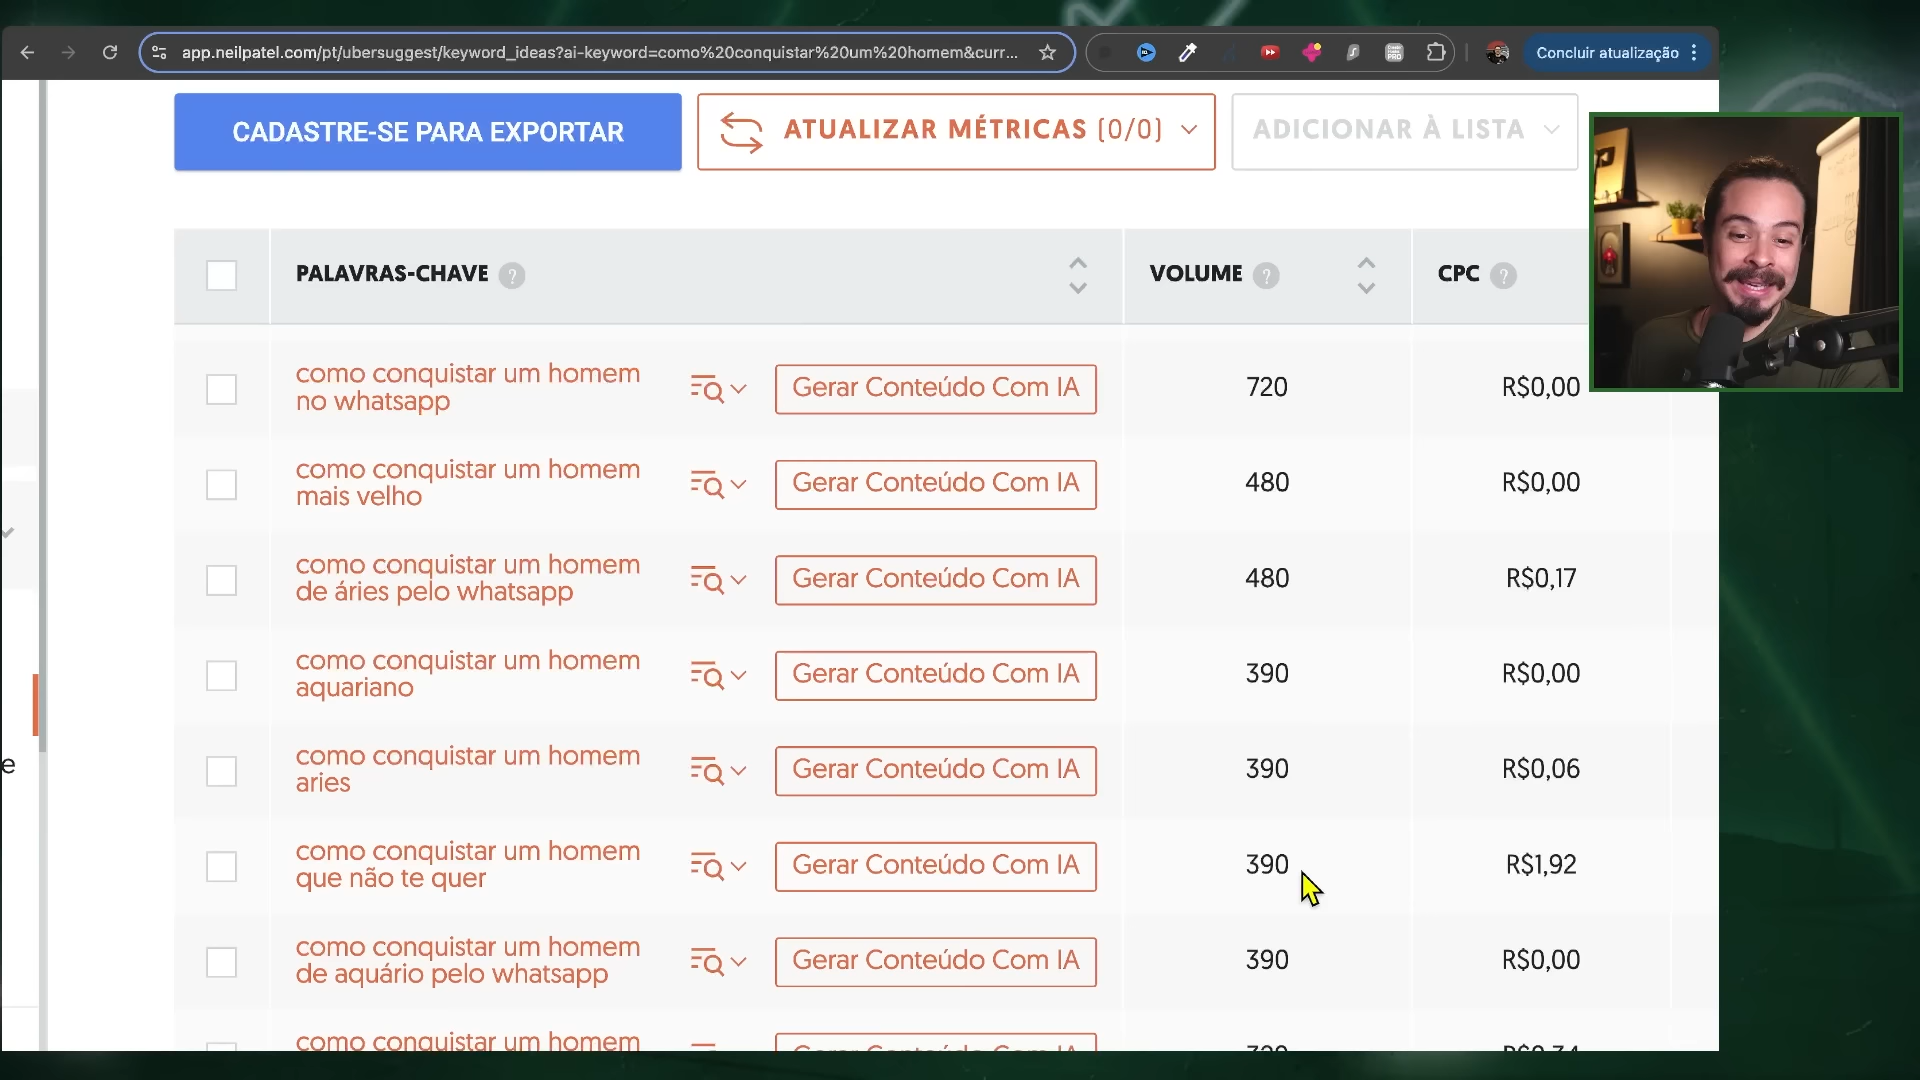 app.neilpatel.com/pt/ubersuggest/keyword_ideas?ai-keyword=como%20conquistar%20um%20homem&curr...
Concluir atualização
CADASTRE-SE PARA EXPORTAR
ATUALIZAR MÉTRICAS (0/0)
ADICIONAR À LISTA
PALAVRAS-CHAVE ?
VOLUME ?
CPC ?
como conquistar um homem
no whatsapp
Gerar Conteúdo Com IA
720
R$0,00
como conquistar um homem
mais velho
Gerar Conteúdo Com IA
480
R$0,00
como conquistar um homem
de áries pelo whatsapp
Gerar Conteúdo Com IA
480
R$0,17
como conquistar um homem
aquariano
Gerar Conteúdo Com IA
390
R$0,00
como conquistar um homem
aries
Gerar Conteúdo Com IA
390
R$0,06
e
como conquistar um homem
que não te quer
Gerar Conteúdo Com IA
390
R$1,92
como conquistar um homem
de aquário pelo whatsapp
Gerar Conteúdo Com IA
390
R$0,00
como conquistar um homem
Gerar Conteúdo Com IA